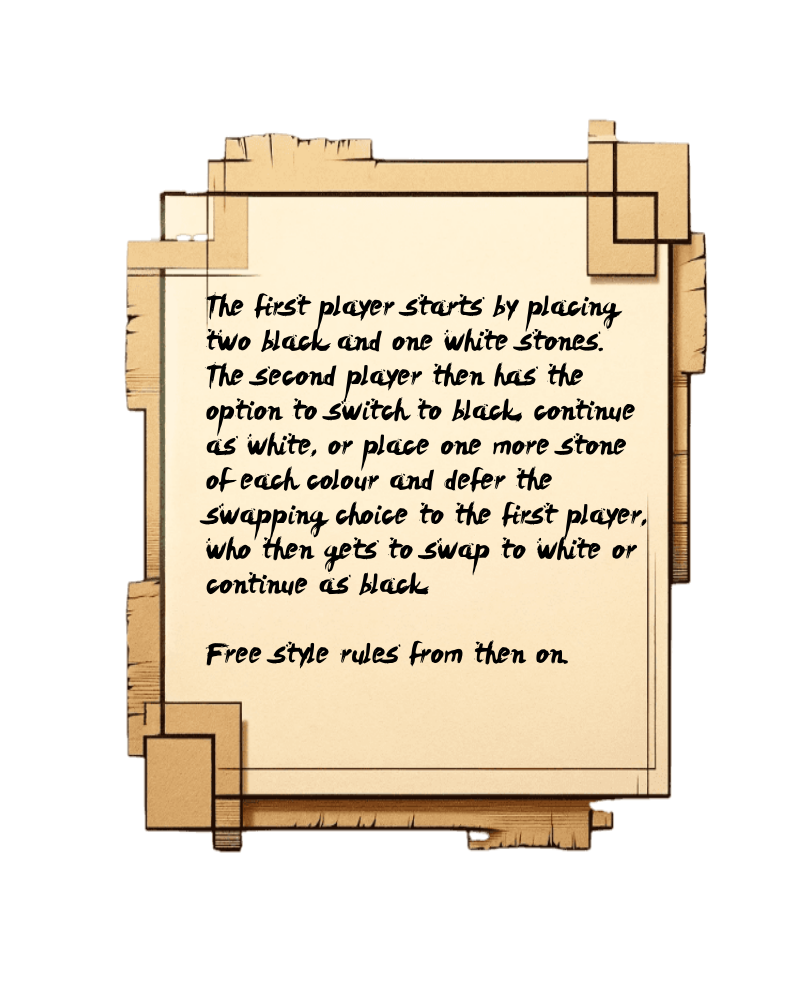 The first player starts by placing
two black and one white stones.
The second player then has the
option to switch to black, continue
as white, or place one more stone
of each colour and defer the
swapping choice to the first player,
who then gets to swap to white or
continue as black.
Free style rules from then on.